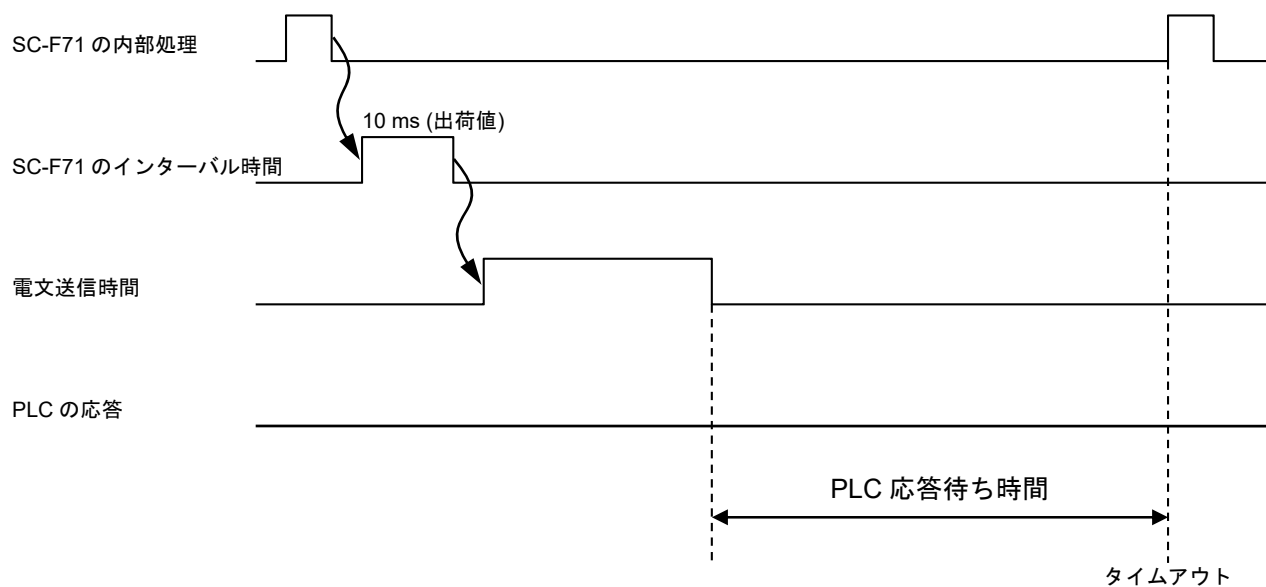 SC-F71 の内部処理
10 ms (出荷値)
SC-F71 のインターバル時間
電文送信時間
PLC の応答
PLC 応答待ち時間
タイムアウト